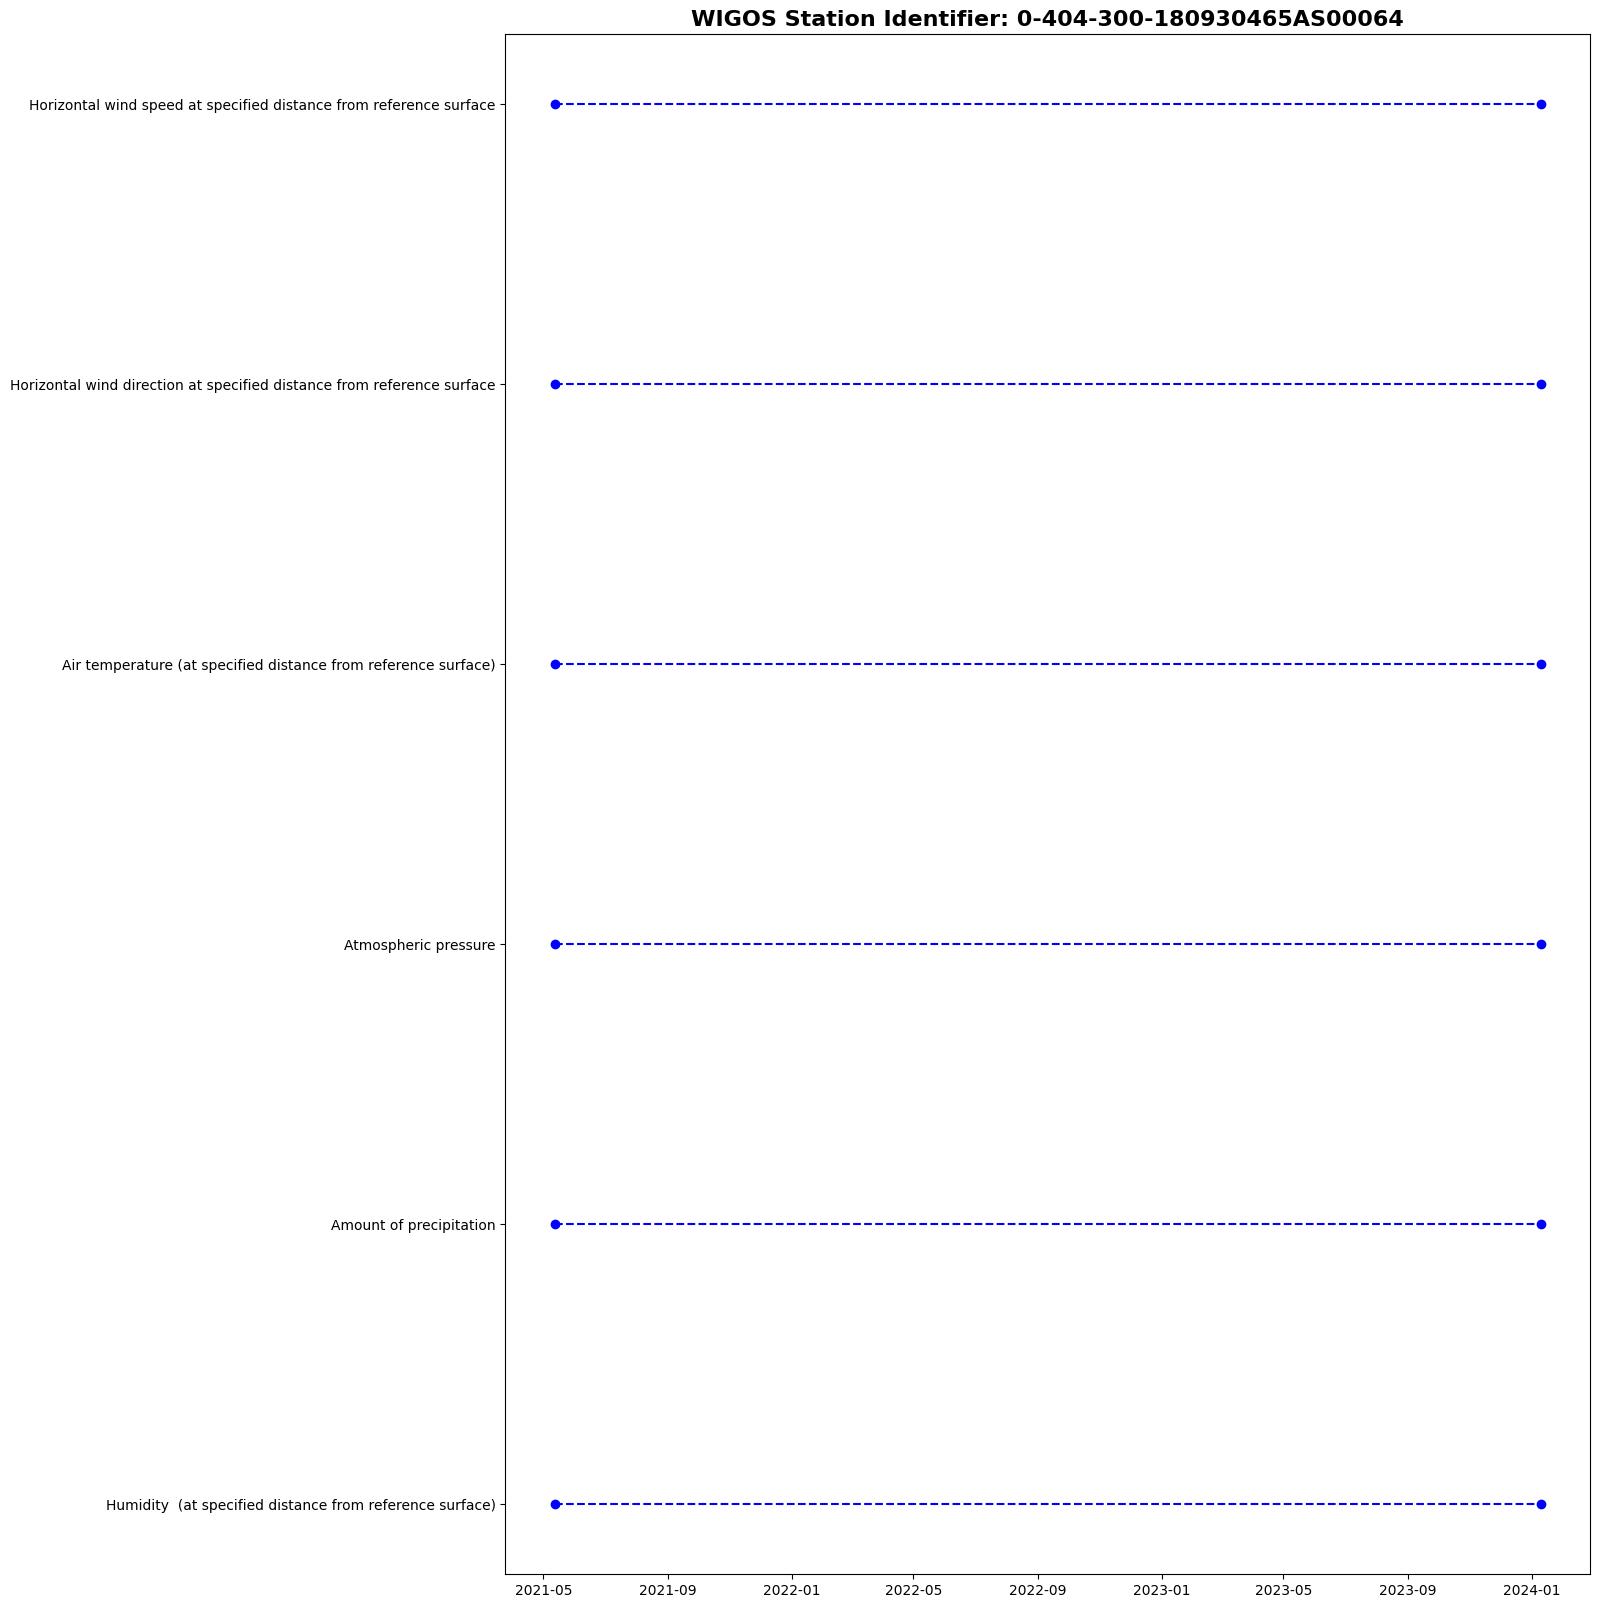 WIGOS Station Identifier: 0-404-300-180930465AS00064
Horizontal wind speed at specified distance from reference surface
Horizontal wind direction at specified distance from reference surface
Air temperature (at specified distance from reference surface)
Atmospheric pressure
Amount of precipitation
Humidity  (at specified distance from reference surface)
2021-05 2021-09 2022-01 2022-05 2022-09 2023-01 2023-05 2023-09 2024-01